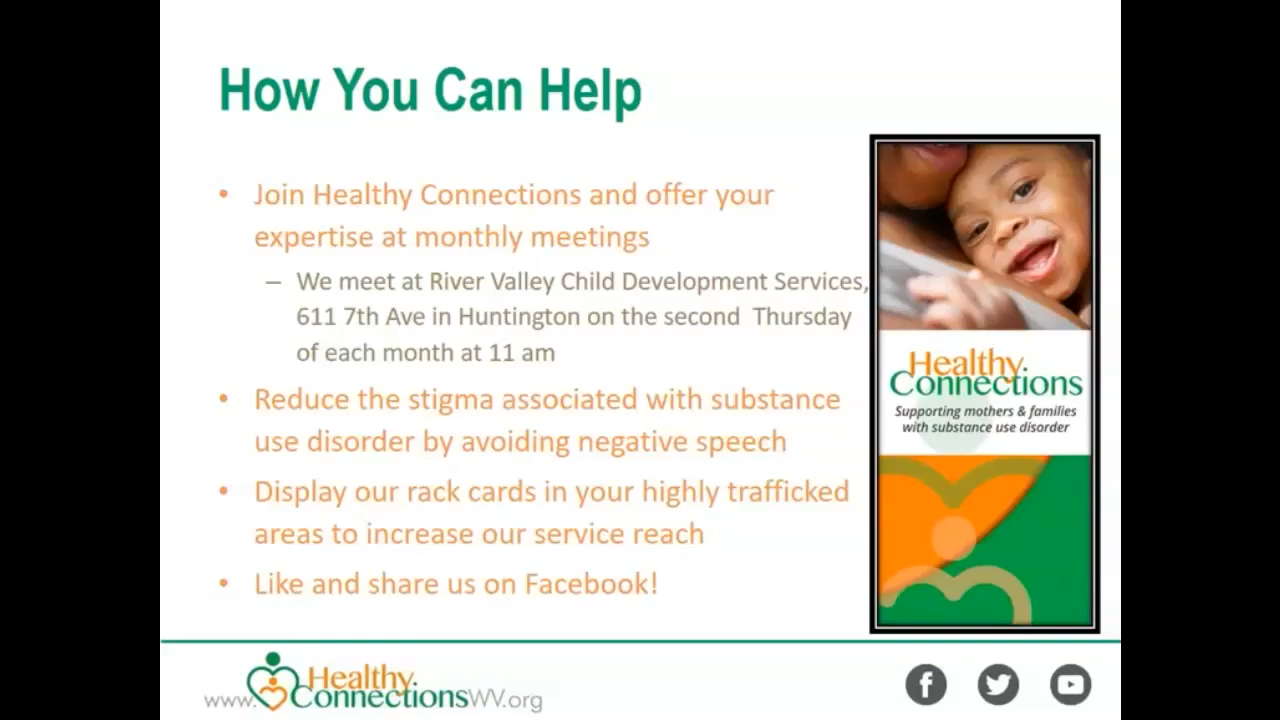 How You Can Help
• Join Healthy Connections and offer your
expertise at monthly meetings
– We meet at River Valley Child Development Services,
611 7th Ave in Huntington on the second  Thursday
of each month at 11 am
• Reduce the stigma associated with substance
use disorder by avoiding negative speech
• Display our rack cards in your highly trafficked
areas to increase our service reach
• Like and share us on Facebook!
Healthy
Connections
Supporting mothers & families
with substance use disorder
www.Healthy ConnectionsWV.org